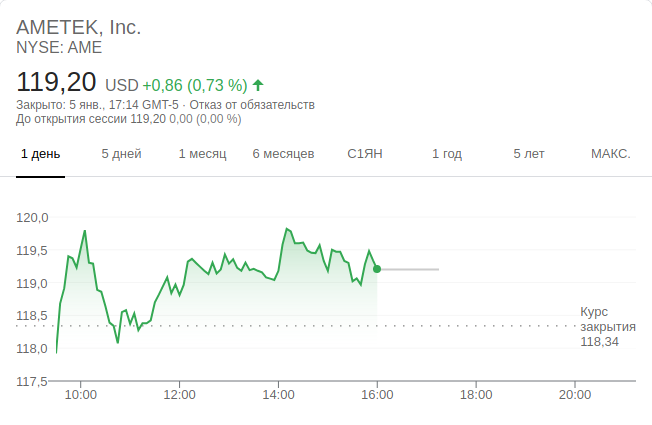 AMETEK, Inc.
NYSE: AME
119,20 USD +0,86 (0,73 %)
Закрыто: 5 янв., 17:14 GMT-5 · Отказ от обязательств
До открытия сессии 119,20 0,00 (0,00 %)
1 день 5 дней 1 месяц 6 месяцев С1ЯН 1 год 5 лет МАКС.
120,0
119,5
119,0
118,5
118,0
117,5
Курс
закрытия
118,34
10:00 12:00 14:00 16:00 18:00 20:00